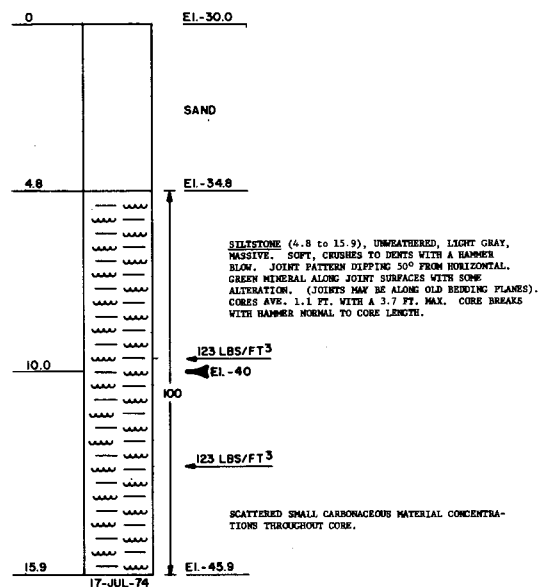 0 El.-30.0
SAND
4.8 El.-34.8
SILTSTONE (4.8 to 15.9), UNWEATHERED, LIGHT GRAY,
MASSIVE. SOFT, CRUSHES TO DENTS WITH A HAMMER
BLOW. JOINT PATTERN DIPPING 50° FROM HORIZONTAL.
GREEN MINERAL ALONG JOINT SURFACES WITH SOME
ALTERATION. (JOINTS MAY BE ALONG OLD BEDDING PLANES).
CORES AVE. 1.1 FT. WITH A 3.7 FT. MAX. CORE BREAKS
WITH HAMMER NORMAL TO CORE LENGTH.
123 LBS/FT3
10.0 El.-40
100
123 LBS/FT3
SCATTERED SMALL CARBONACEOUS MATERIAL CONCENTRA-
TIONS THROUGHOUT CORE.
15.9 El.-45.9
17-JUL-74